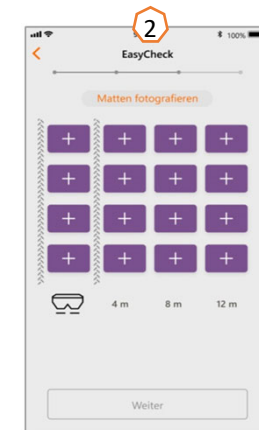 2
100%
EasyCheck
Matten fotografieren
+ + + +
+ + + +
+ + + +
+ + + +
4 m 8 m 12 m
Weiter